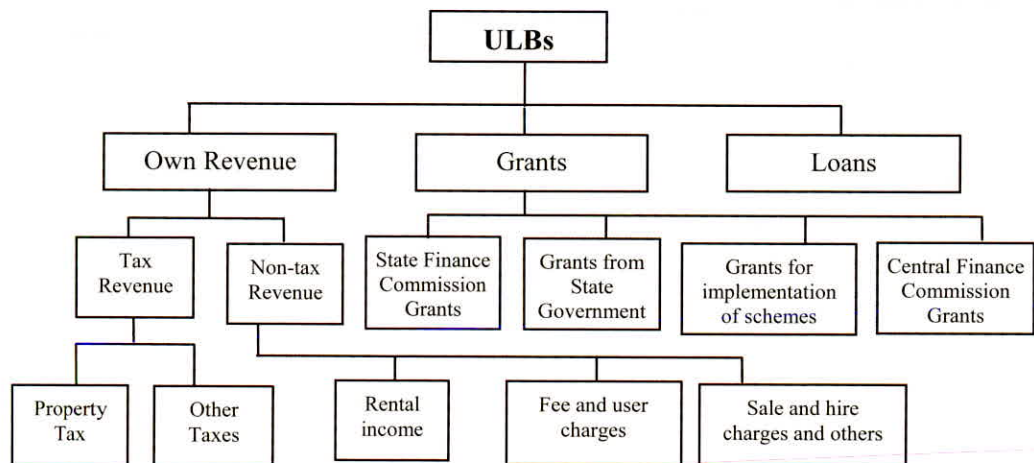 ULBs
Own Revenue
Grants
Loans
Tax
Revenue
Non-tax
Revenue
State Finance
Commission
Grants
Grants from
State
Government
Grants for
implementation
of schemes
Central Finance
Commission
Grants
Property
Tax
Other
Taxes
Rental
income
Fee and user
charges
Sale and hire
charges and others